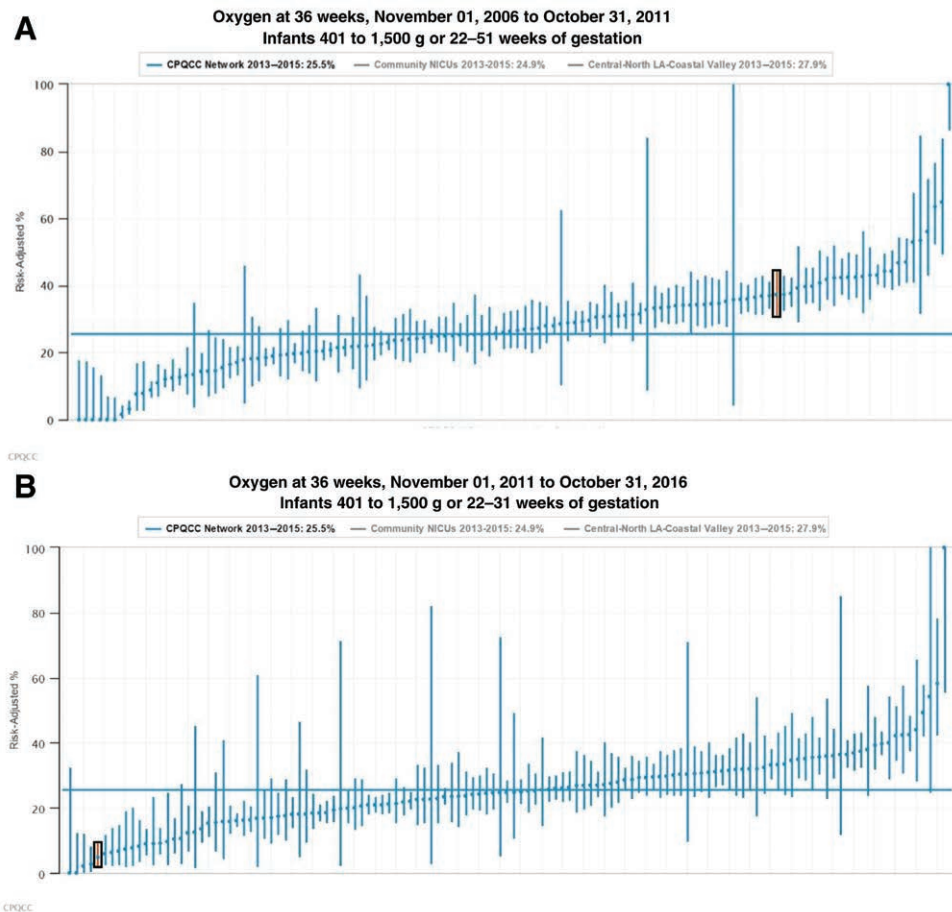 A
Oxygen at 36 weeks, November 01, 2006 to October 31, 2011
Infants 401 to 1,500 g or 22–51 weeks of gestation
CPQCC Network 2013–2015: 25.5% Community NICUs 2013-2015: 24.9% Central-North LA-Coastal Valley 2013–2015: 27.9%
100
80
60
40
20
0
Risk-Adjusted %
CPQCC
B
Oxygen at 36 weeks, November 01, 2011 to October 31, 2016
Infants 401 to 1,500 g or 22–31 weeks of gestation
CPQCC Network 2013–2015: 25.5% Community NICUs 2013-2015: 24.9% Central-North LA-Coastal Valley 2013–2015: 27.9%
100
80
60
40
20
0
Risk-Adjusted %
CPQCC